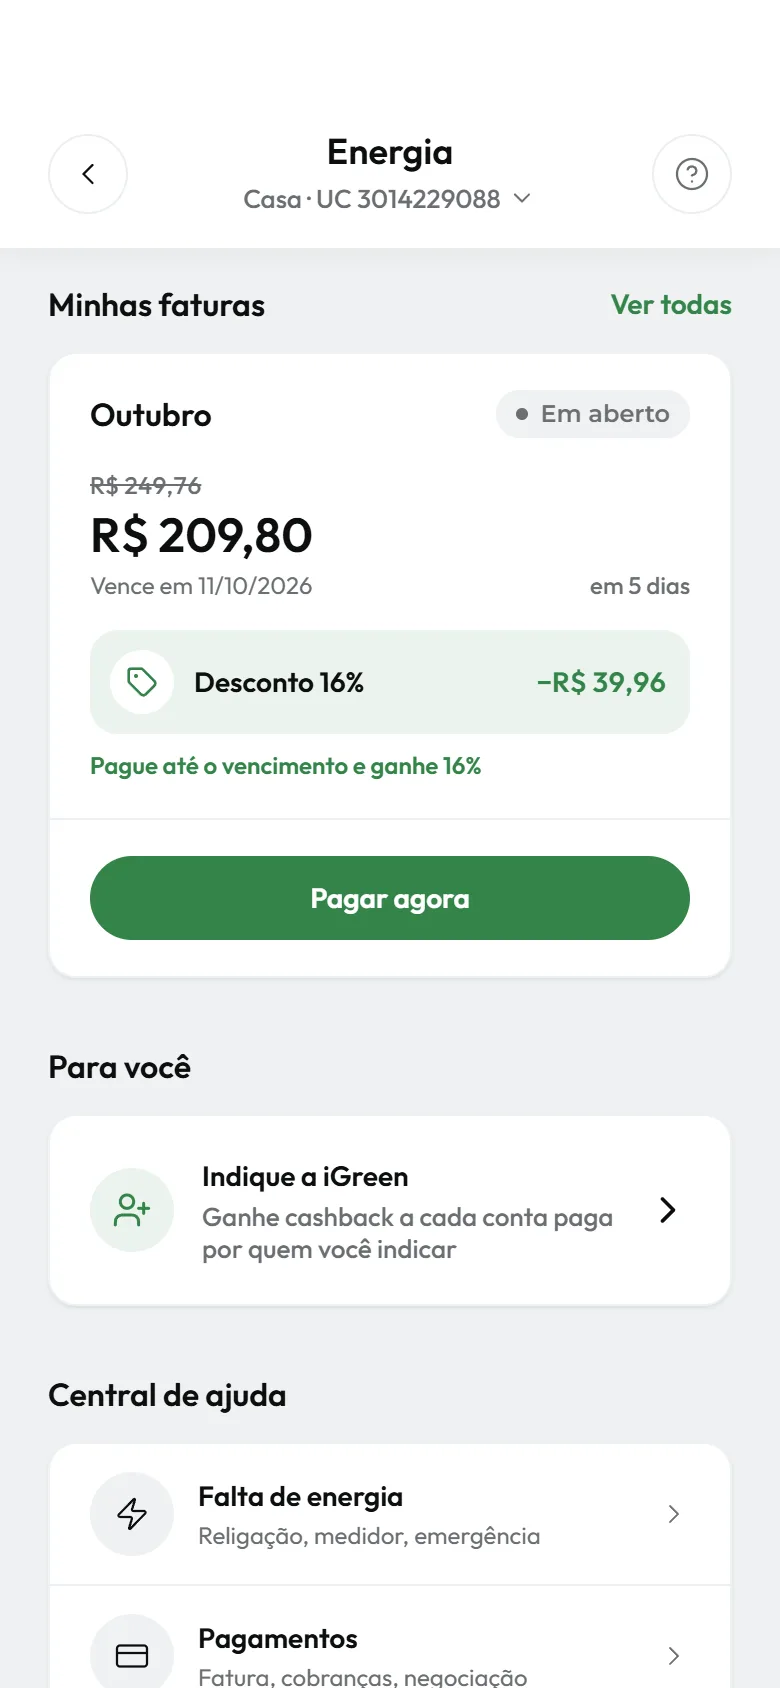 Energia
Casa · UC 3014229088
Minhas faturas
Ver todas
Outubro
Em aberto
R$ 249,76
R$ 209,80
Vence em 11/10/2026
em 5 dias
Desconto 16%
−R$ 39,96
Pague até o vencimento e ganhe 16%
Pagar agora
Para você
Indique a iGreen
Ganhe cashback a cada conta paga
por quem você indicar
Central de ajuda
Falta de energia
Religação, medidor, emergência
Pagamentos
Fatura, cobranças, negociação